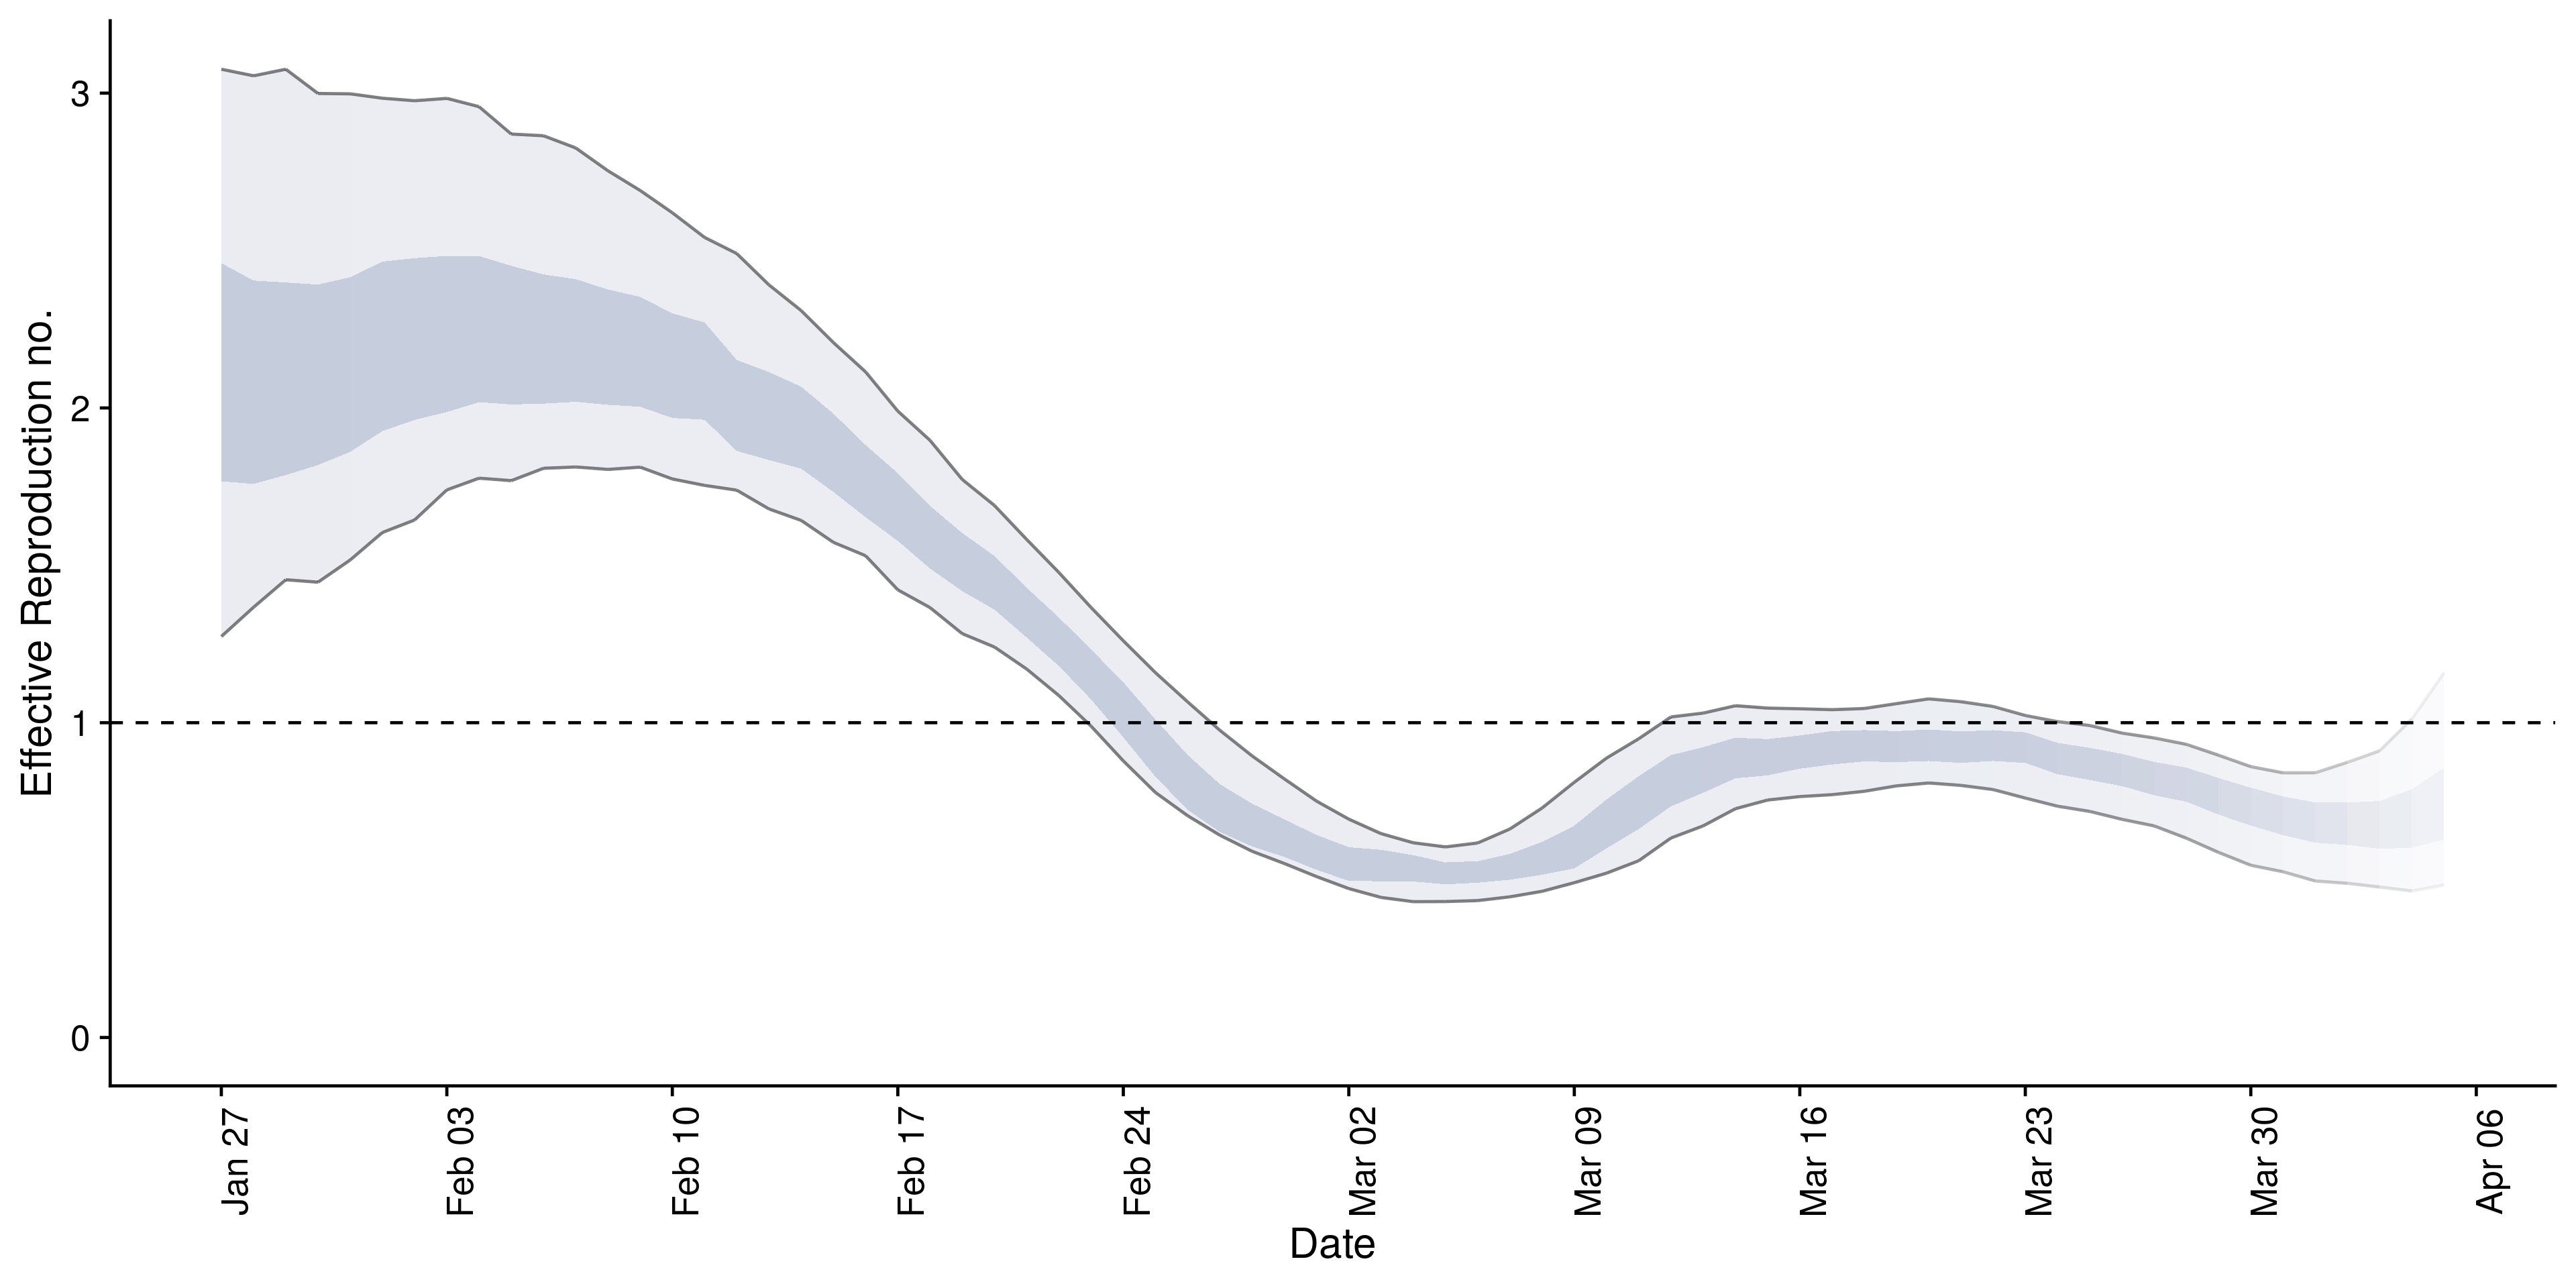 Effective Reproduction no.
3
2
1
0
Jan 27
Feb 03
Feb 10
Feb 17
Feb 24
Mar 02
Mar 09
Mar 16
Mar 23
Mar 30
Apr 06
Date